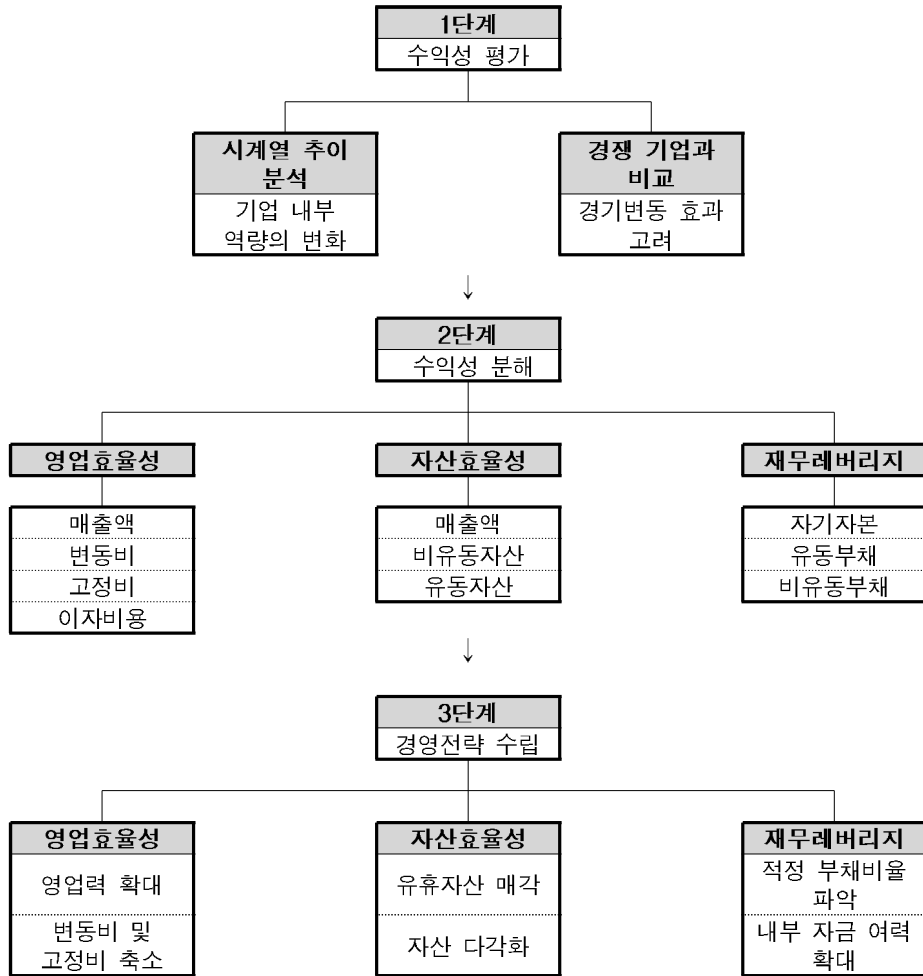 1단계
수익성 평가
시계열 추이
분석
기업 내부
역량의 변화
경쟁 기업과
비교
경기변동 효과
고려
↓
2단계
수익성 분해
영업효율성
매출액
변동비
고정비
이자비용
자산효율성
매출액
비유동자산
유동자산
재무레버리지
자기자본
유동부채
비유동부채
↓
3단계
경영전략 수립
영업효율성
영업력 확대
변동비 및
고정비 축소
자산효율성
유휴자산 매각
자산 다각화
재무레버리지
적정 부채비율
파악
내부 자금 여력
확대